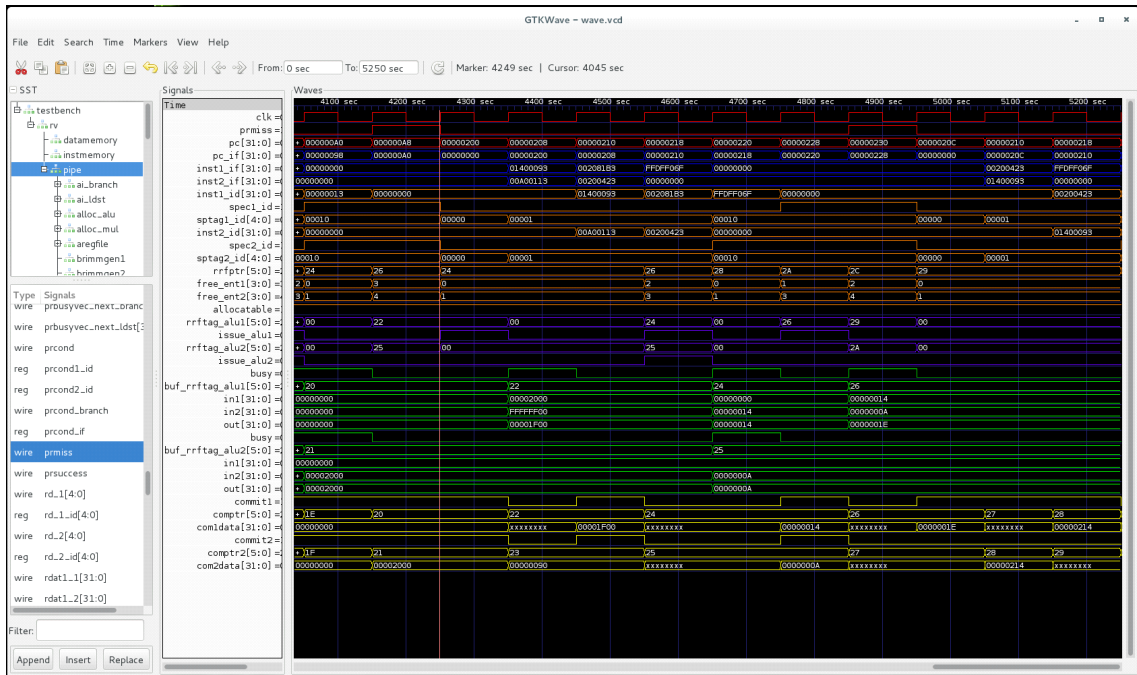 GTKWave – wave.vcd
File Edit Search Time Markers View Help
From: 0 sec To: 5250 sec Marker: 4249 sec | Cursor: 4045 sec
SST
testbench
rv
datamemory
instmemory
pipe
ai_branch
ai_ldst
alloc_alu
alloc_mul
aregfile
brimmgen1
brimmgen2
Type Signals
wire prbusyvec_next_branc
wire prbusyvec_next_ldst[3
wire prcond
reg prcond1_id
reg prcond2_id
wire prcond_branch
reg prcond_if
wire prmiss
wire prsuccess
wire rd_1[4:0]
reg rd_1_id[4:0]
wire rd_2[4:0]
reg rd_2_id[4:0]
wire rdat1_1[31:0]
wire rdat1_2[31:0]
Filter:
Append Insert Replace
Signals
Time
Waves
4100 sec 4200 sec 4300 sec 4400 sec 4500 sec 4600 sec 4700 sec 4800 sec 4900 sec 5000 sec 5100 sec 5200 sec
clk =
prmiss =
pc[31:0] = + 000000A0 000000A8 00000200 00000208 00000210 00000218 00000220 00000228 00000230 0000020C 00000210 00000218
pc_if[31:0] = + 00000098 000000A0 00000000 00000200 00000208 00000210 00000218 00000220 00000228 00000000 0000020C 00000210
inst1_if[31:0] = + 00000000 01400093 00208183 FFDFF06F 00000000 00200423 FFDFF06F
inst2_if[31:0] = 00000000 00A00113 00200423 00000000 01400093 00000000
inst1_id[31:0] = + 00000013 00000000 01400093 00208183 FFDFF06F 00000000 00200423
spec1_id =
sptag1_id[4:0] = + 00010 00000 00001 00010 00000 00001
inst2_id[31:0] = + 00000000 00A00113 00200423 00000000 01400093
spec2_id =
sptag2_id[4:0] = 00010 00000 00001 00010 00000 00001
rrfptr[5:0] = + 24 26 24 26 28 2A 2C 29
free_ent1[3:0] = 2 0 3 0 2 0 1 2 0
free_ent2[3:0] = 3 1 4 1 3 1 3 4 1
allocatable =
rrftag_alu1[5:0] = + 00 22 00 24 00 26 29 00
issue_alu1 =
rrftag_alu2[5:0] = + 00 25 00 25 00 2A 00
issue_alu2 =
busy =
buf_rrftag_alu1[5:0] = + 20 22 24 26
in1[31:0] = 00000000 00002000 00000000 00000014
in2[31:0] = 00000000 FFFFFF00 00000014 0000000A
out[31:0] = 00000000 00001F00 00000014 0000001E
busy =
buf_rrftag_alu2[5:0] = + 21 25
in1[31:0] = 00000000
in2[31:0] = + 00002000 0000000A
out[31:0] = + 00002000 0000000A
commit1 =
comptr[5:0] = + 1E 20 22 24 26 27 28
com1data[31:0] = 00000000 xxxxxxxx 00001F00 xxxxxxxx 00000014 xxxxxxxx 0000001E xxxxxxxx 00000214
commit2 =
comptr2[5:0] = + 1F 21 23 25 27 28 29
com2data[31:0] = 00000000 00002000 00000090 xxxxxxxx 0000000A xxxxxxxx 00000214 xxxxxxxx